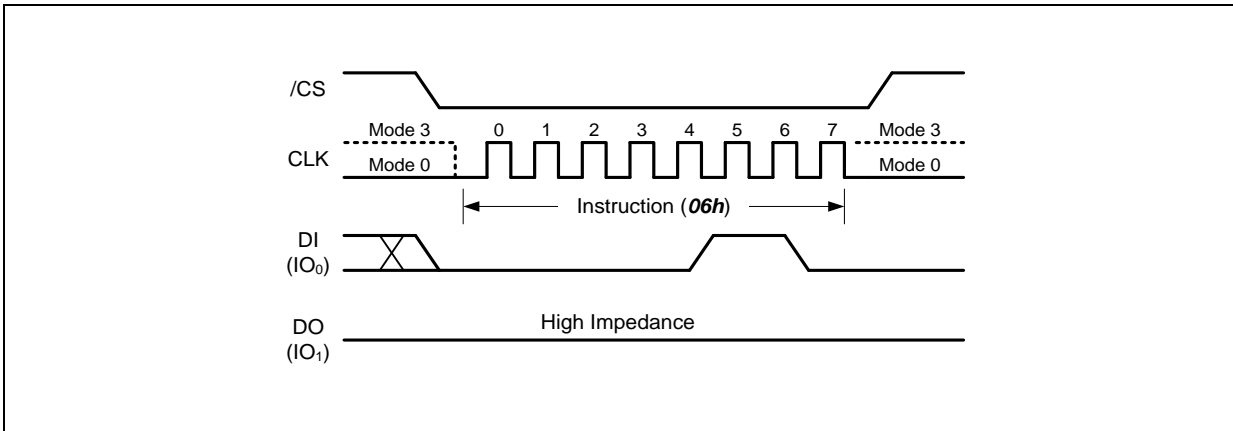 /CS
Mode 3 0 1 2 3 4 5 6 7 Mode 3
CLK
Mode 0 Mode 0
Instruction (06h)
DI
(IO₀)
High Impedance
DO
(IO₁)